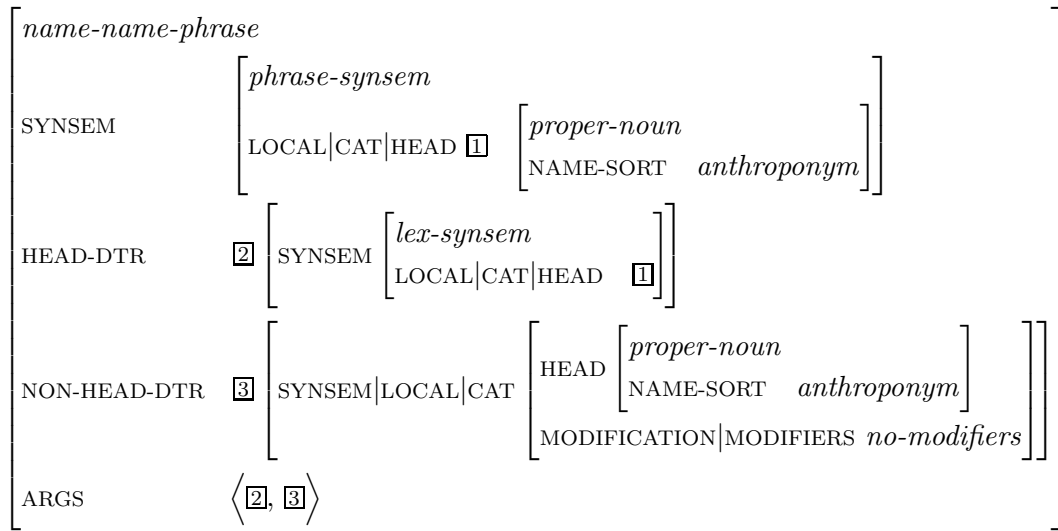 name-name-phrase
phrase-synsem
SYNSEM LOCAL|CAT|HEAD 1 proper-noun
NAME-SORT anthroponym
lex-synsem
HEAD-DTR 2 SYNSEM LOCAL|CAT|HEAD 1
proper-noun
HEAD NAME-SORT anthroponym
NON-HEAD-DTR 3 SYNSEM|LOCAL|CAT
MODIFICATION|MODIFIERS no-modifiers
ARGS ⟨2, 3⟩